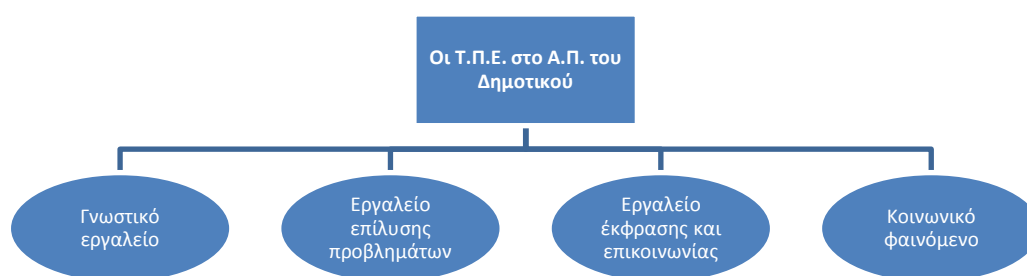 Οι Τ.Π.Ε. στο Α.Π. του
Δημοτικού
Γνωστικό
εργαλείο
Εργαλείο
επίλυσης
προβλημάτων
Εργαλείο
έκφρασης και
επικοινωνίας
Κοινωνικό
φαινόμενο